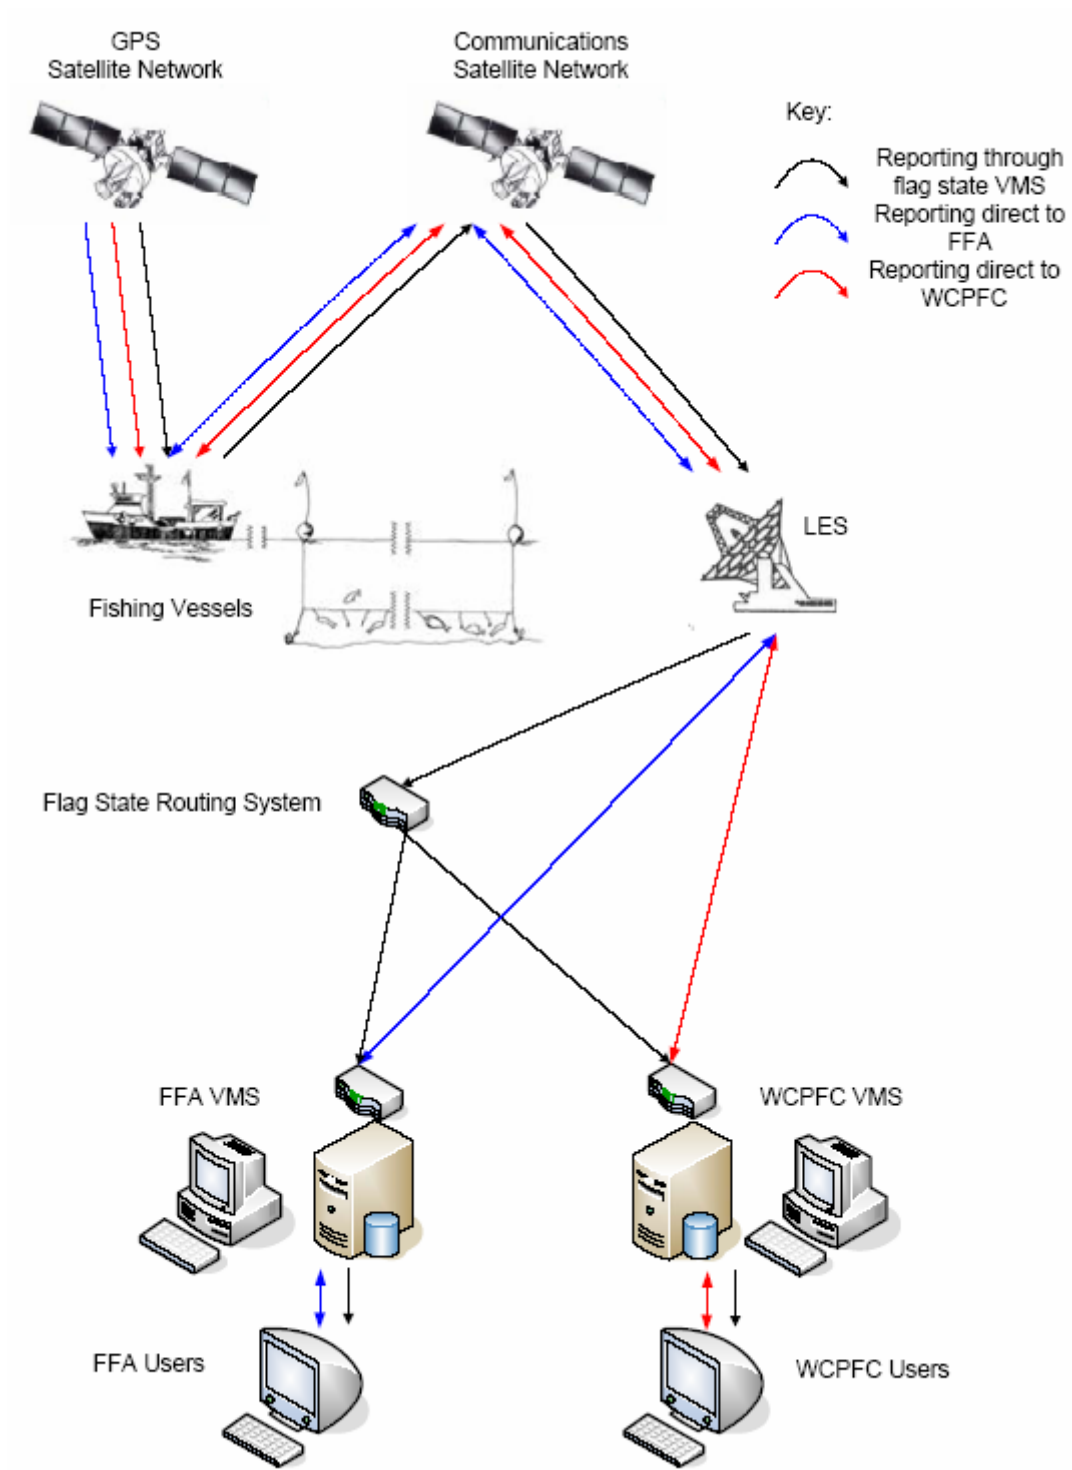 GPS
Satellite Network
Communications
Satellite Network
Key:
Reporting through
flag state VMS
Reporting direct to
FFA
Reporting direct to
WCPFC
LES
Fishing Vessels
Flag State Routing System
FFA VMS
WCPFC VMS
FFA Users
WCPFC Users